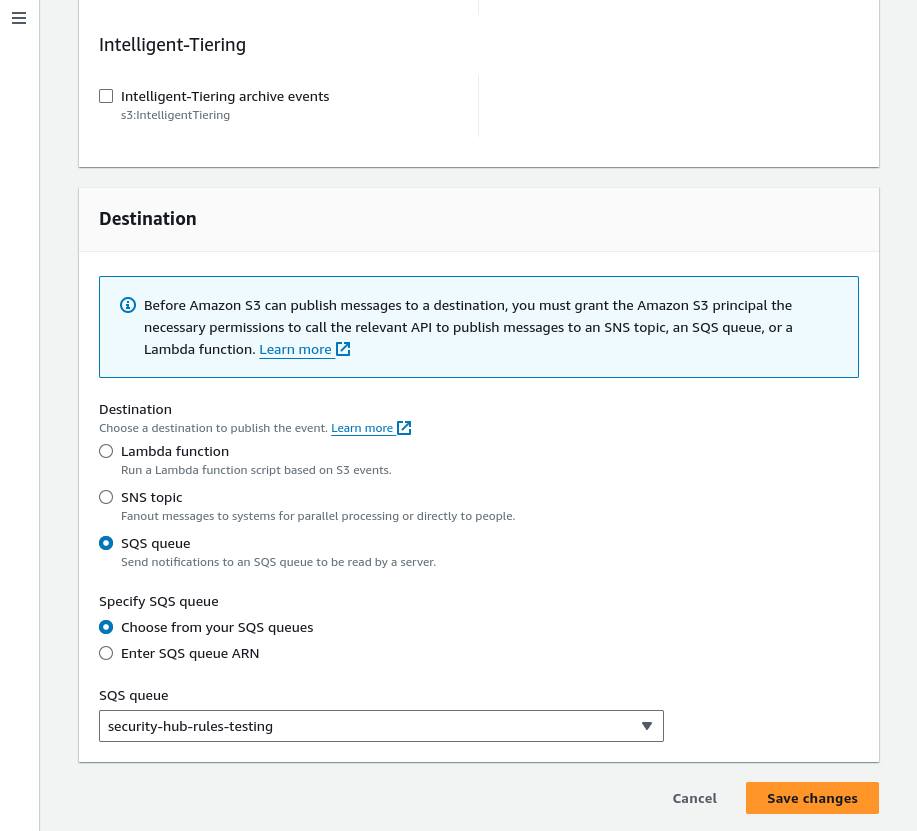 Intelligent-Tiering
Intelligent-Tiering archive events
s3:IntelligentTiering
Destination
Before Amazon S3 can publish messages to a destination, you must grant the Amazon S3 principal the
necessary permissions to call the relevant API to publish messages to an SNS topic, an SQS queue, or a
Lambda function. Learn more
Destination
Choose a destination to publish the event. Learn more
Lambda function
Run a Lambda function script based on S3 events.
SNS topic
Fanout messages to systems for parallel processing or directly to people.
SQS queue
Send notifications to an SQS queue to be read by a server.
Specify SQS queue
Choose from your SQS queues
Enter SQS queue ARN
SQS queue
security-hub-rules-testing
Cancel
Save changes